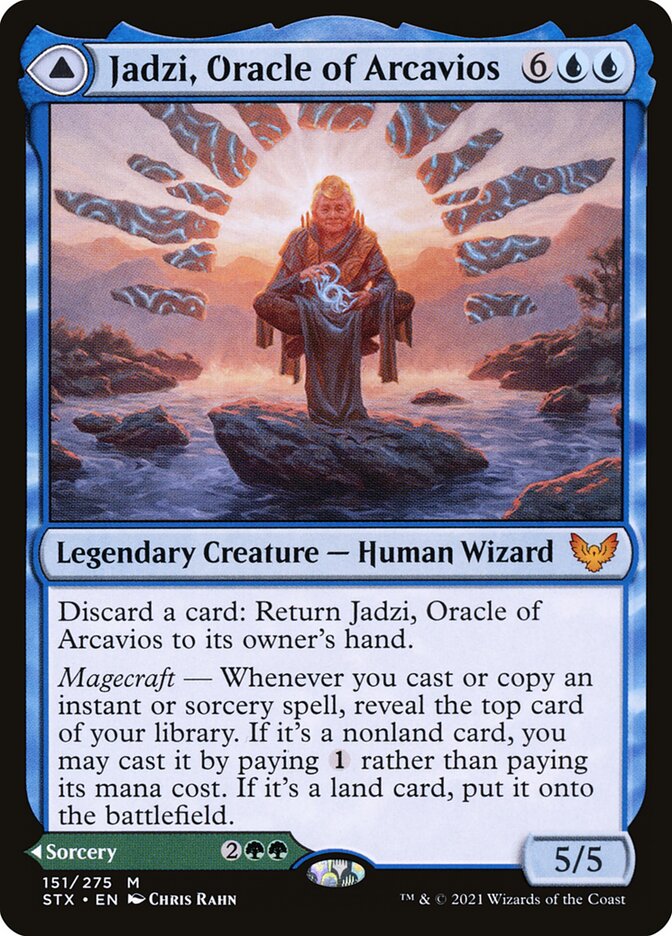 Jadzi, Oracle of Arcavios 6
Legendary Creature — Human Wizard
Discard a card: Return Jadzi, Oracle of
Arcavios to its owner's hand.
Magecraft — Whenever you cast or copy an
instant or sorcery spell, reveal the top card
of your library. If it's a nonland card, you
may cast it by paying 1 rather than paying
its mana cost. If it's a land card, put it onto
the battlefield.
Sorcery 2
5/5
151/275 M
STX • EN Chris Rahn
™ & © 2021 Wizards of the Coast